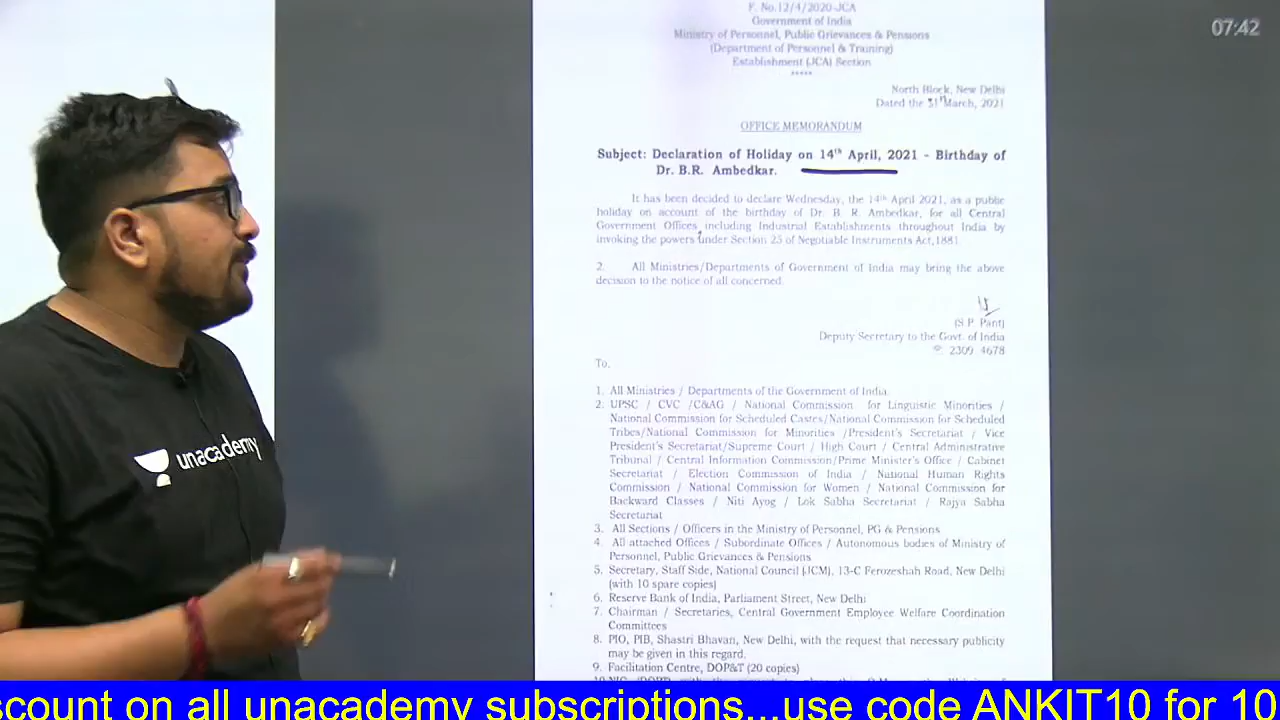 F. No.12/4/2020-JCA
Government of India
Ministry of Personnel, Public Grievances & Pensions
(Department of Personnel & Training)
Establishment (JCA) Section
*****
North Block, New Delhi
Dated the 31st March, 2021
OFFICE MEMORANDUM
Subject: Declaration of Holiday on 14th April, 2021 - Birthday of
Dr. B.R. Ambedkar.
It has been decided to declare Wednesday, the 14th April 2021, as a public
holiday on account of the birthday of Dr. B. R. Ambedkar, for all Central
Government Offices including Industrial Establishments throughout India by
invoking the powers under Section 25 of Negotiable Instruments Act, 1881.
2. All Ministries/Departments of Government of India may bring the above
decision to the notice of all concerned.
(S.P. Pant)
Deputy Secretary to the Govt. of India
2309 4678
To,
1. All Ministries / Departments of the Government of India.
2. UPSC / CVC /C&AG / National Commission for Linguistic Minorities /
National Commission for Scheduled Castes/National Commission for Scheduled
Tribes/National Commission for Minorities /President's Secretariat / Vice
President's Secretariat/Supreme Court / High Court / Central Administrative
Tribunal / Central Information Commission/Prime Minister's Office / Cabinet
Secretariat / Election Commission of India / National Human Rights
Commission / National Commission for Women / National Commission for
Backward Classes / Niti Ayog / Lok Sabha Secretariat / Rajya Sabha
Secretariat
3. All Sections / Officers in the Ministry of Personnel, PG & Pensions
4. All attached Offices / Subordinate Offices / Autonomous bodies of Ministry of
Personnel, Public Grievances & Pensions
5. Secretary, Staff Side, National Council (JCM), 13-C Ferozeshah Road, New Delhi
(with 10 spare copies)
6. Reserve Bank of India, Parliament Street, New Delhi
7. Chairman / Secretaries, Central Government Employee Welfare Coordination
Committees
8. PIO, PIB, Shastri Bhavan, New Delhi, with the request that necessary publicity
may be given in this regard.
9. Facilitation Centre, DOP&T (20 copies)
07:42
unacademy
scount on all unacademy subscriptions...use code ANKIT10 for 10